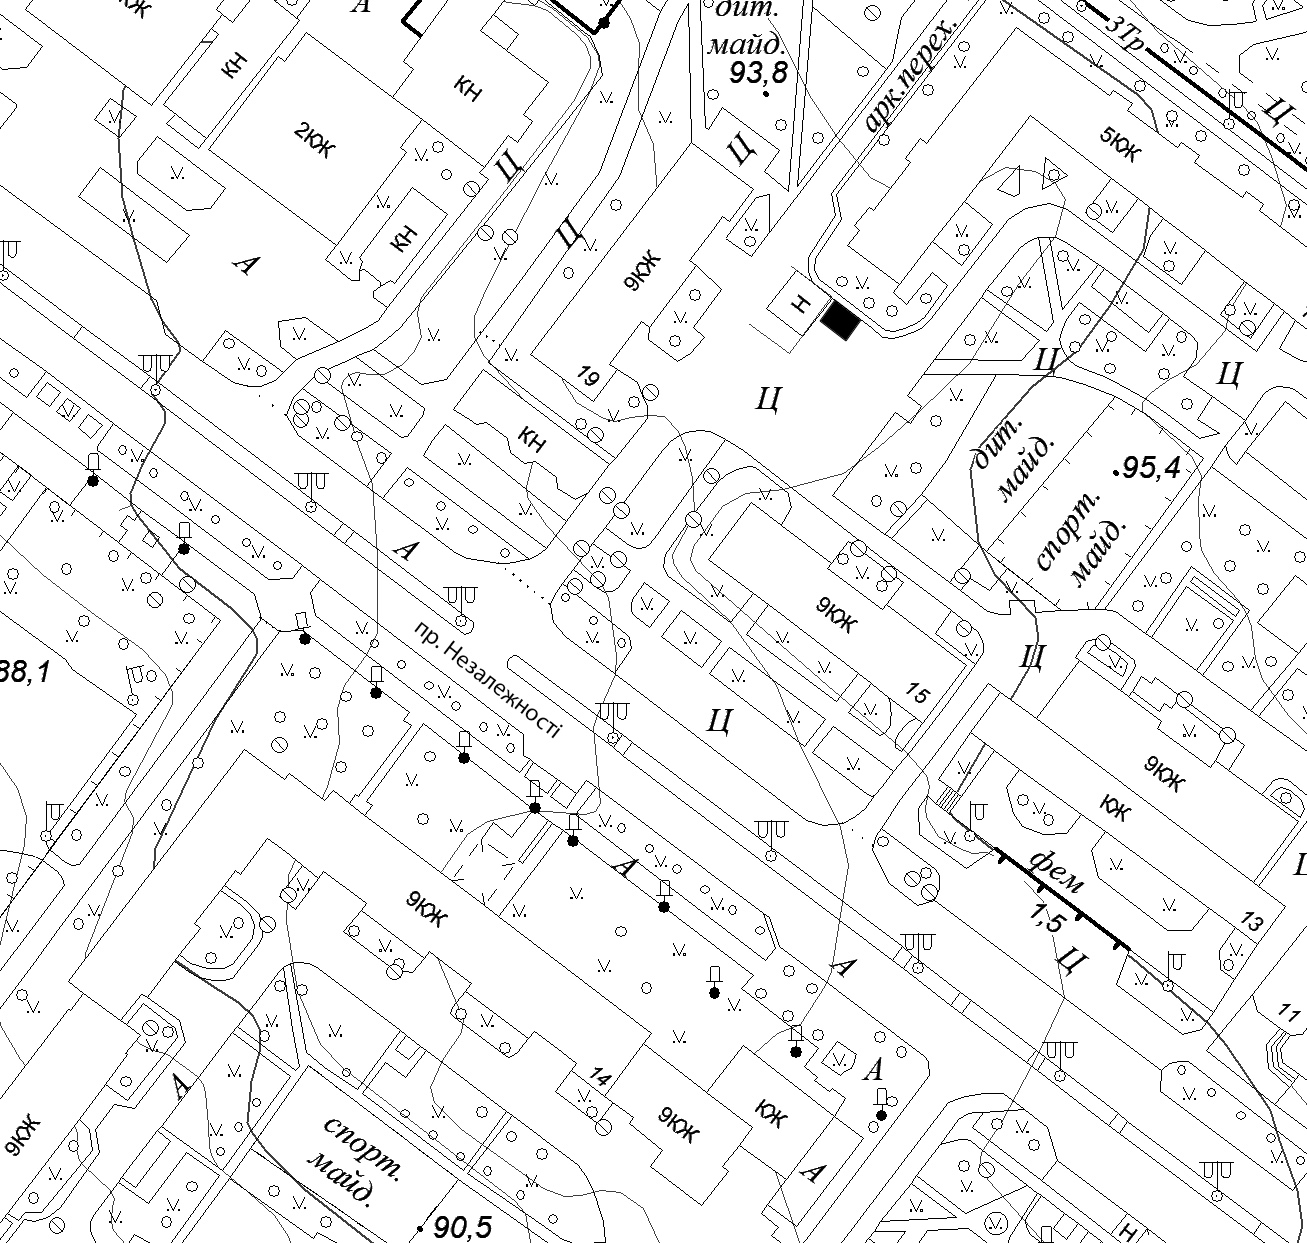 КЖ
А
дит.
майд.
93,8
арк.перех.
3Тр
Ц
КН
КН
2КЖ
Ц
Ц
5КЖ
КН
Ц
А
9КЖ
Н
19
Ц
Ц
Ц
КН
дит.
майд.
95,4
спорт.
майд.
А
9КЖ
пр. Незалежності
88,1
15
Ц
Ц
9КЖ
КЖ
фем
1,5
13
А
9КЖ
Ц
А
11
14
А
А
9КЖ
КЖ
9КЖ
спорт.
майд.
А
90,5
Н